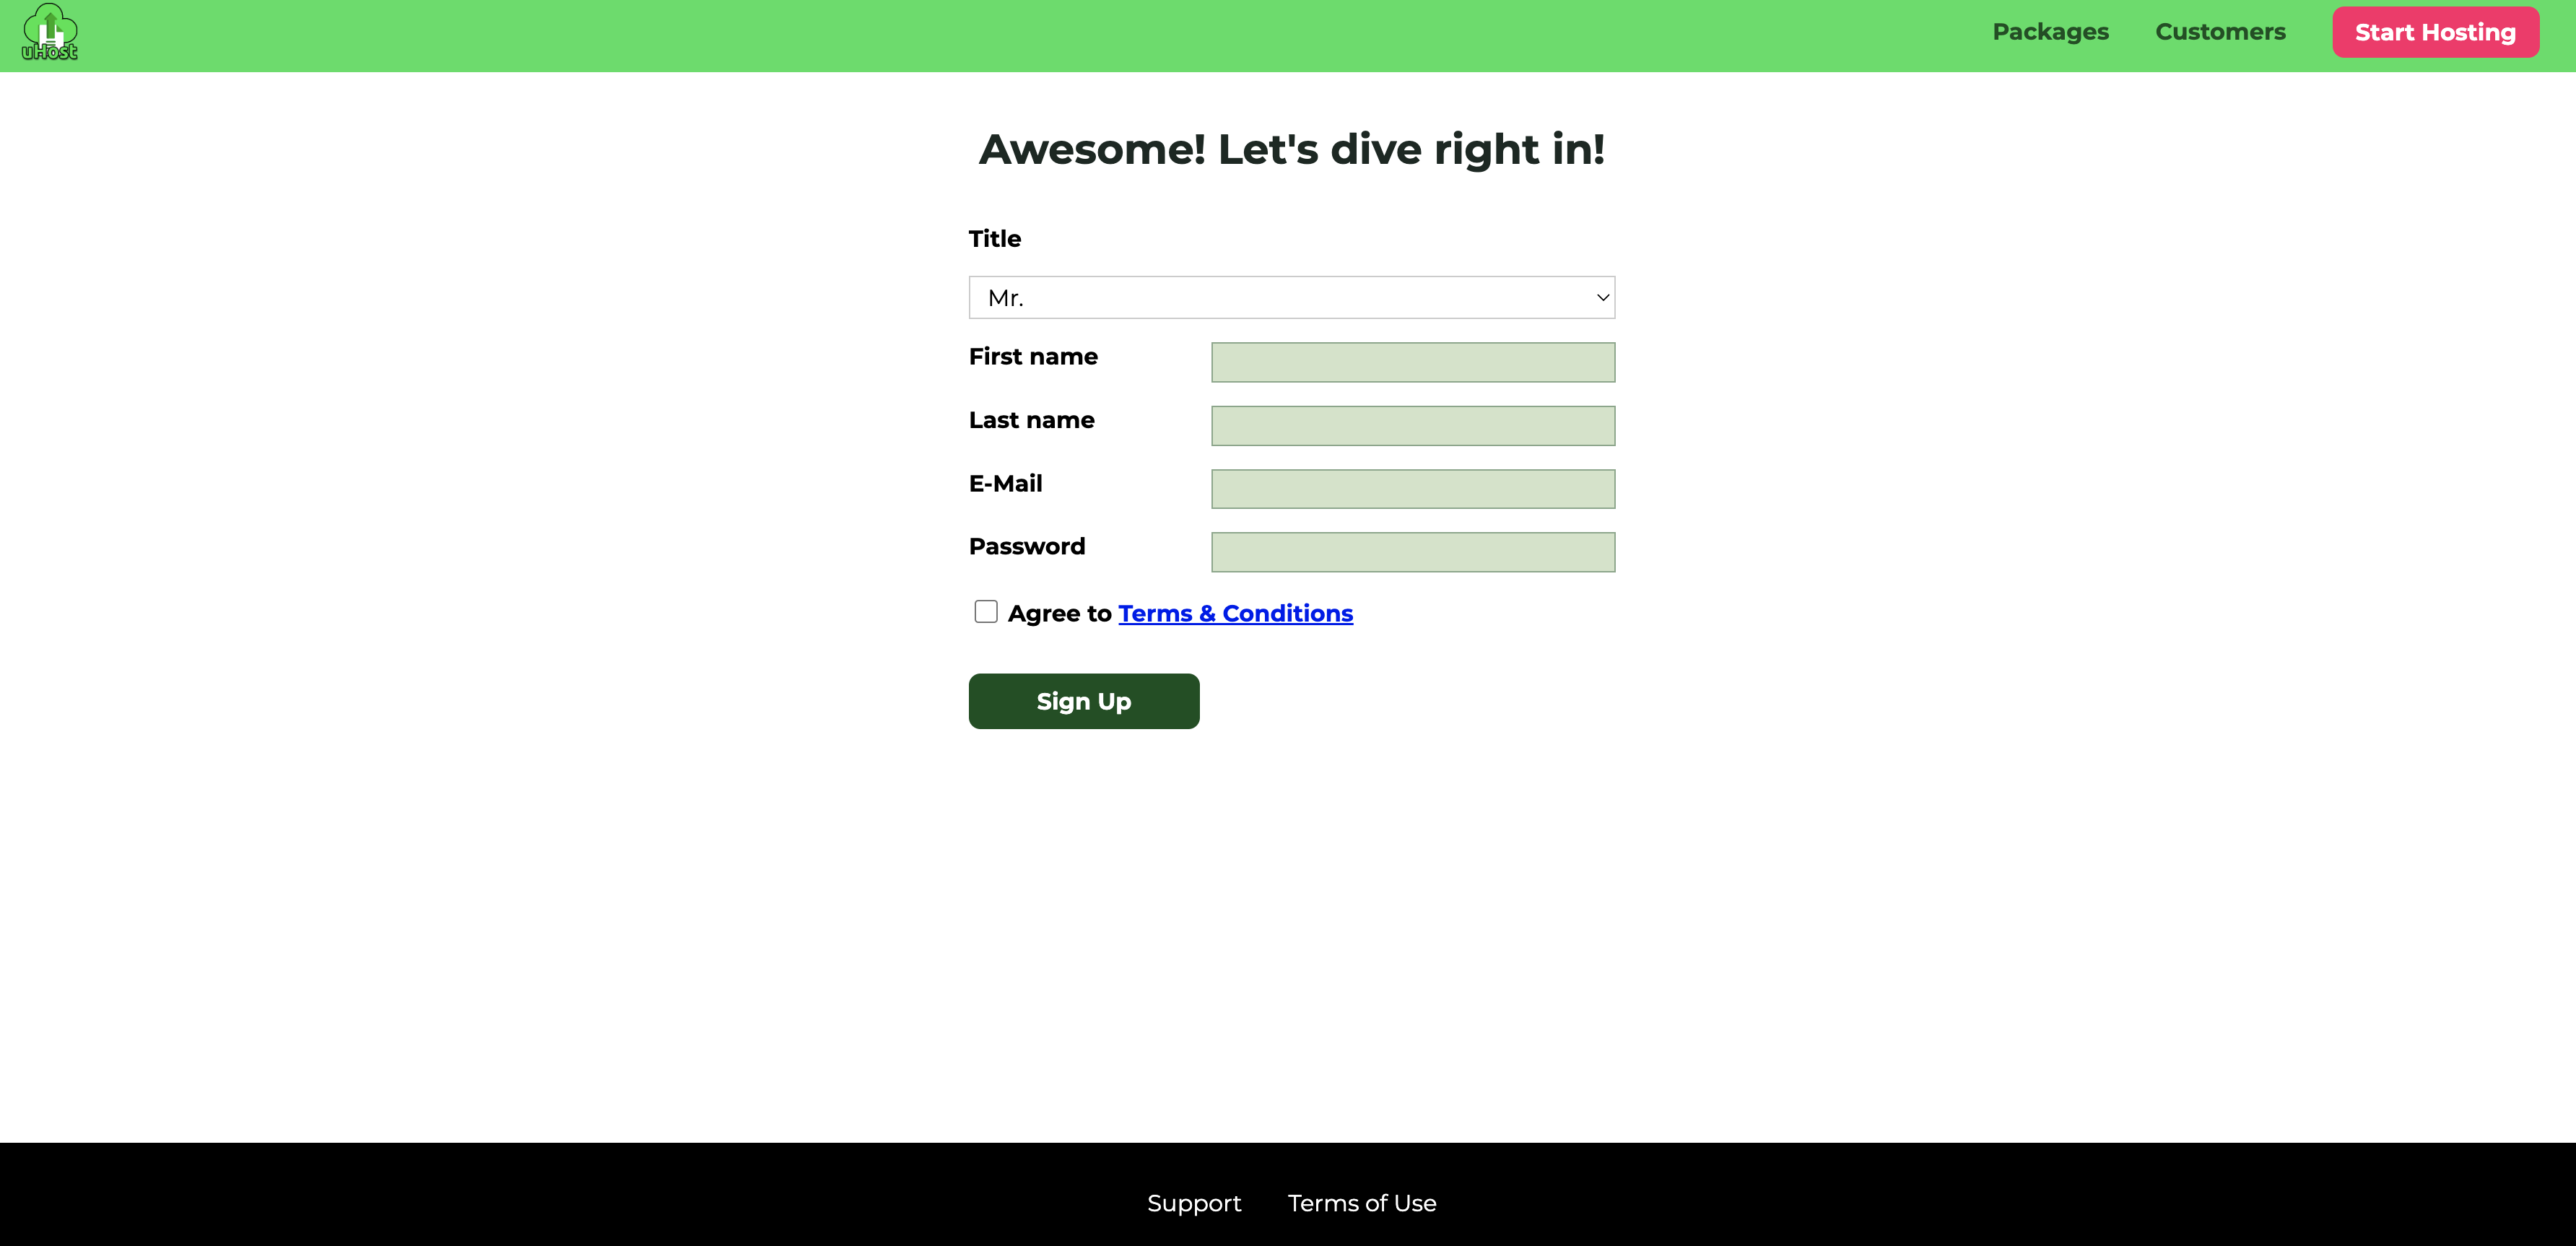 uHost
Packages Customers Start Hosting
Awesome! Let's dive right in!
Title
Mr.
First name
Last name
E-Mail
Password
Agree to Terms & Conditions
Sign Up
Support Terms of Use